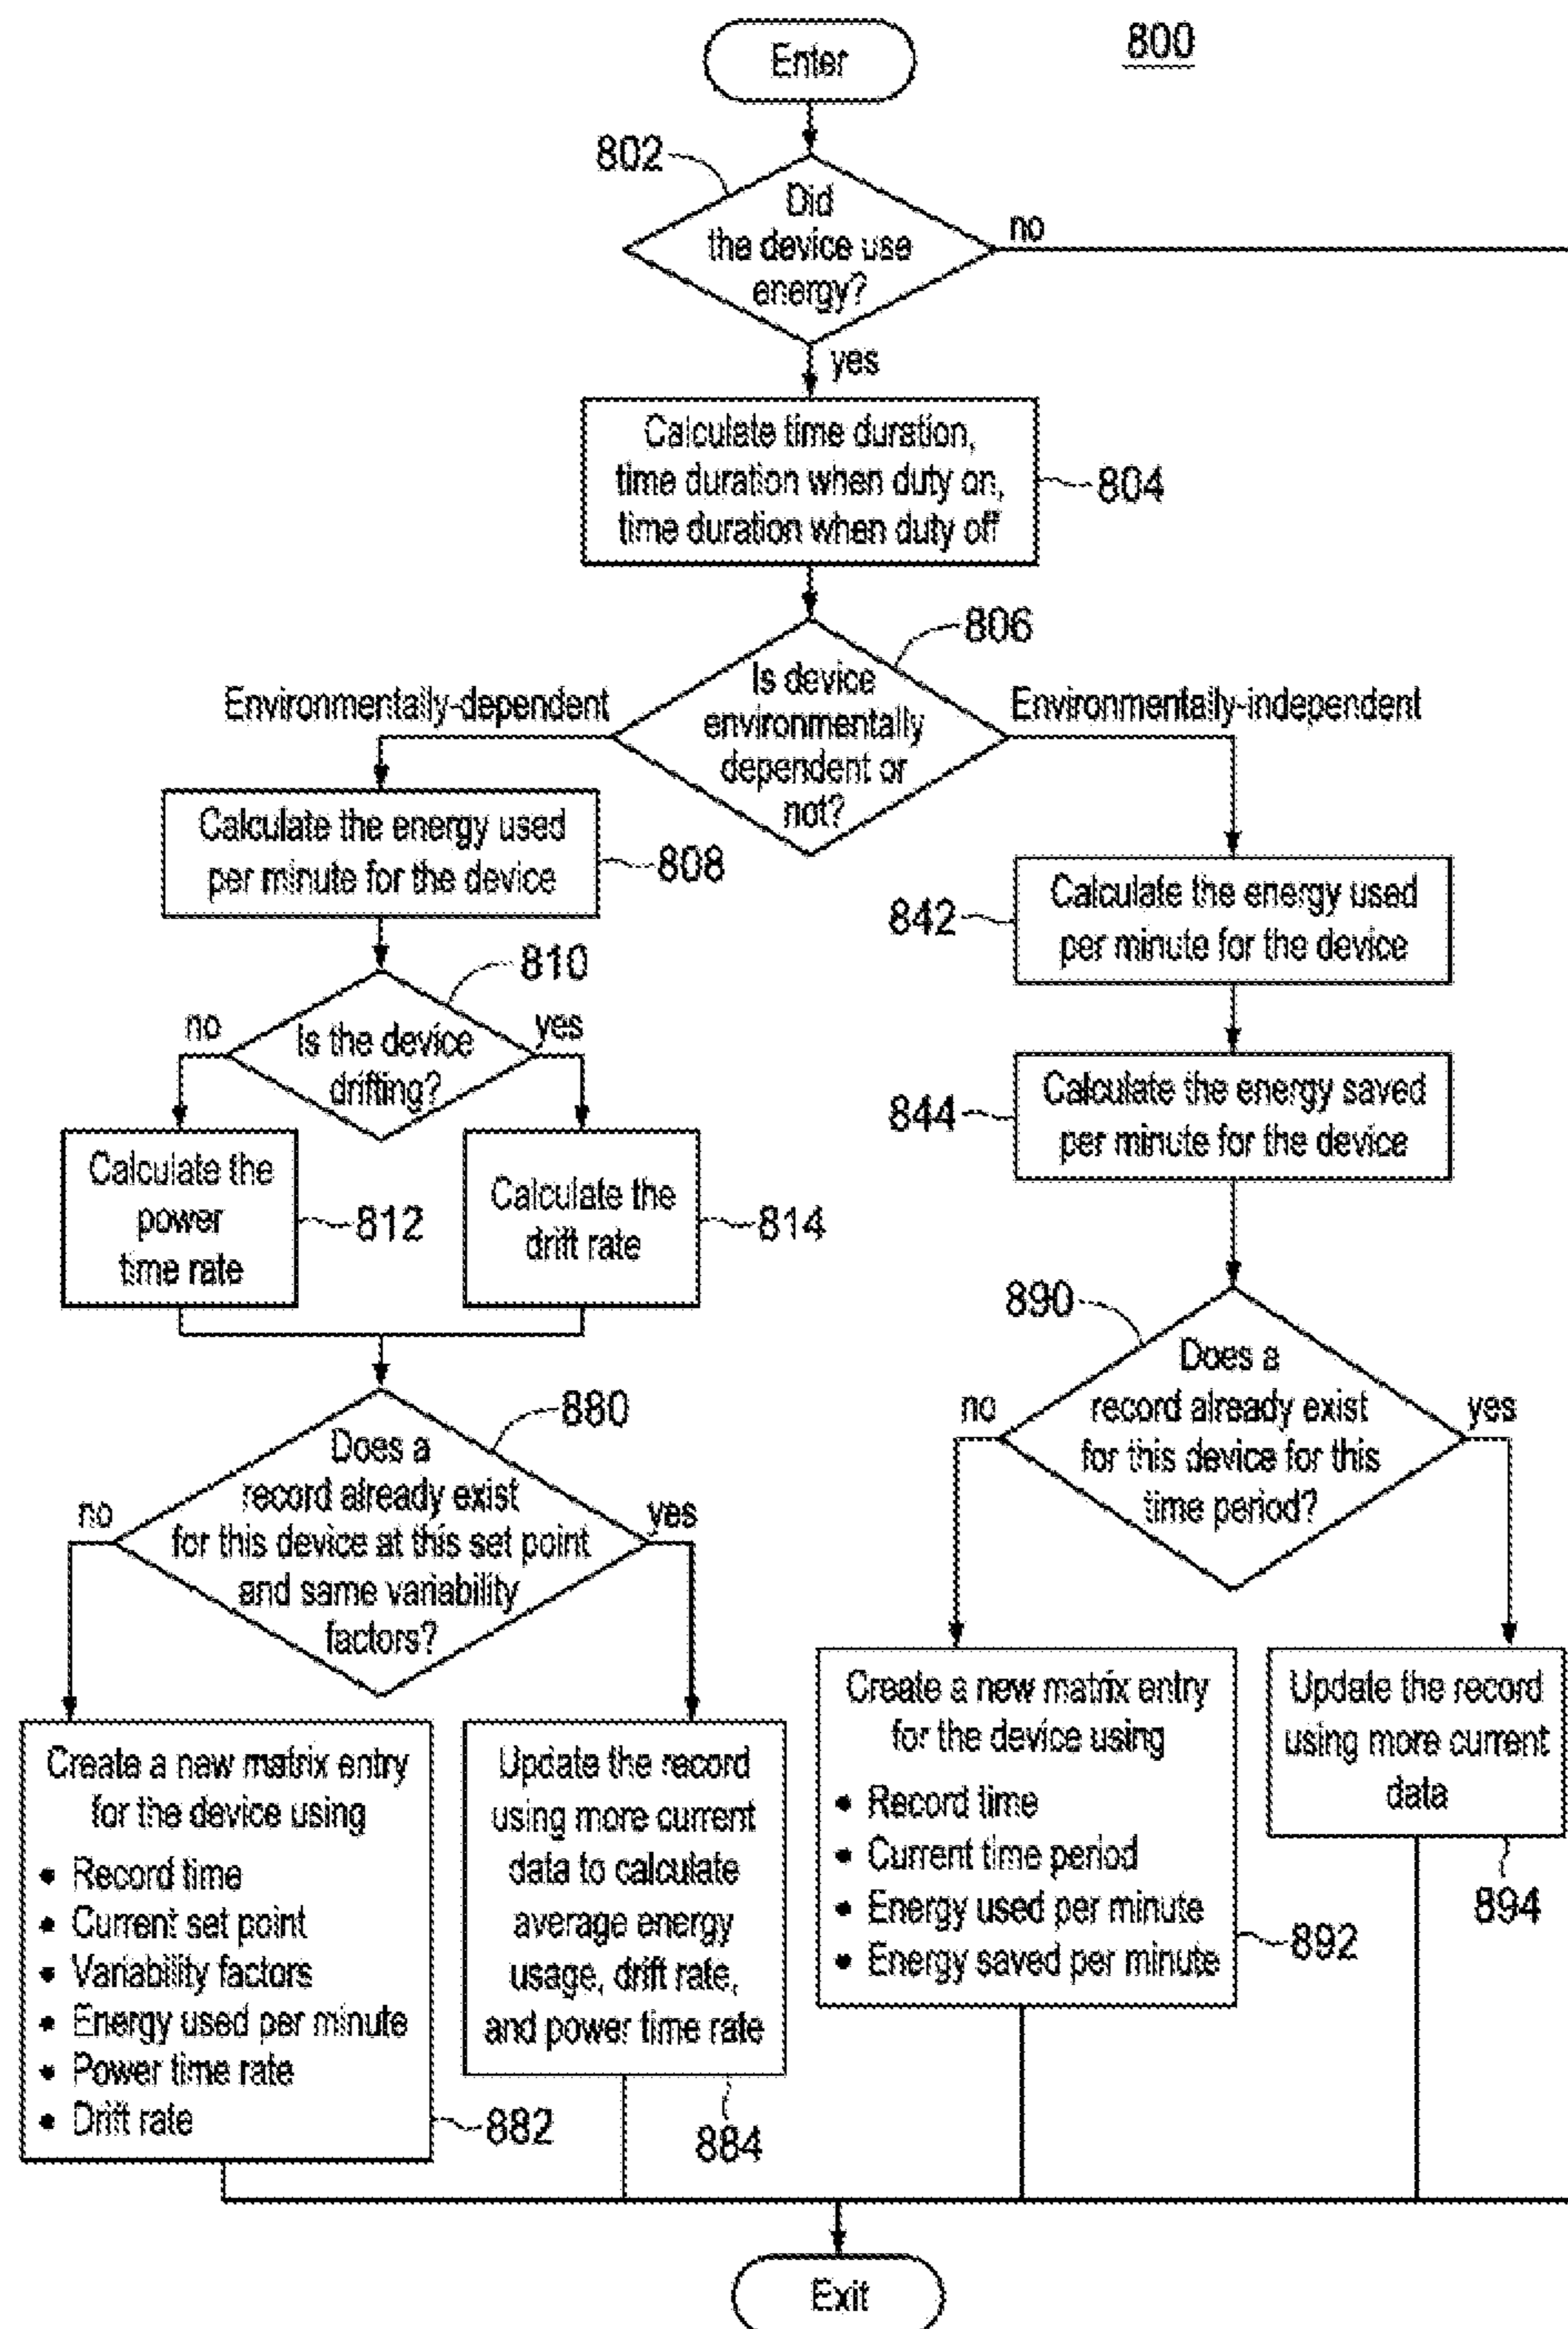 Enter
800
802
Did
the device use
energy?
no
yes
Calculate time duration,
time duration when duty on,
time duration when duty off
804
806
Is device
environmentally
dependent or
not?
Environmentally-dependent
Environmentally-independent
Calculate the energy used
per minute for the device
808
810
Is the device
drifting?
no
yes
Calculate the
power
time rate
812
Calculate the
drift rate
814
880
Does a
record already exist
for this device at this set point
and same variability
factors?
no
yes
Create a new matrix entry
for the device using
• Record time
• Current set point
• Variability factors
• Energy used per minute
• Power time rate
• Drift rate
882
Update the record
using more current
data to calculate
average energy
usage, drift rate,
and power time rate
884
842
Calculate the energy used
per minute for the device
844
Calculate the energy saved
per minute for the device
890
Does a
record already exist
for this device for this
time period?
no
yes
Create a new matrix entry
for the device using
• Record time
• Current time period
• Energy used per minute
• Energy saved per minute
892
Update the record
using more current
data
894
Exit